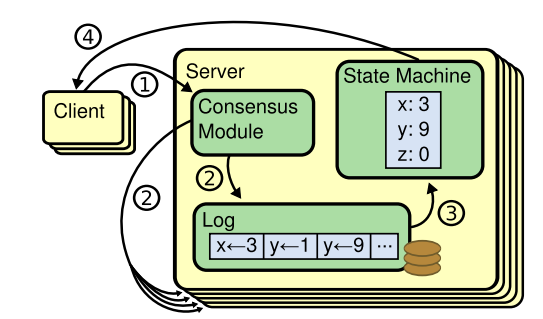 ④
①
Server
State Machine
Client
Consensus
Module
x: 3
y: 9
z: 0
②
②
③
Log
x←3 y←1 y←9 ···